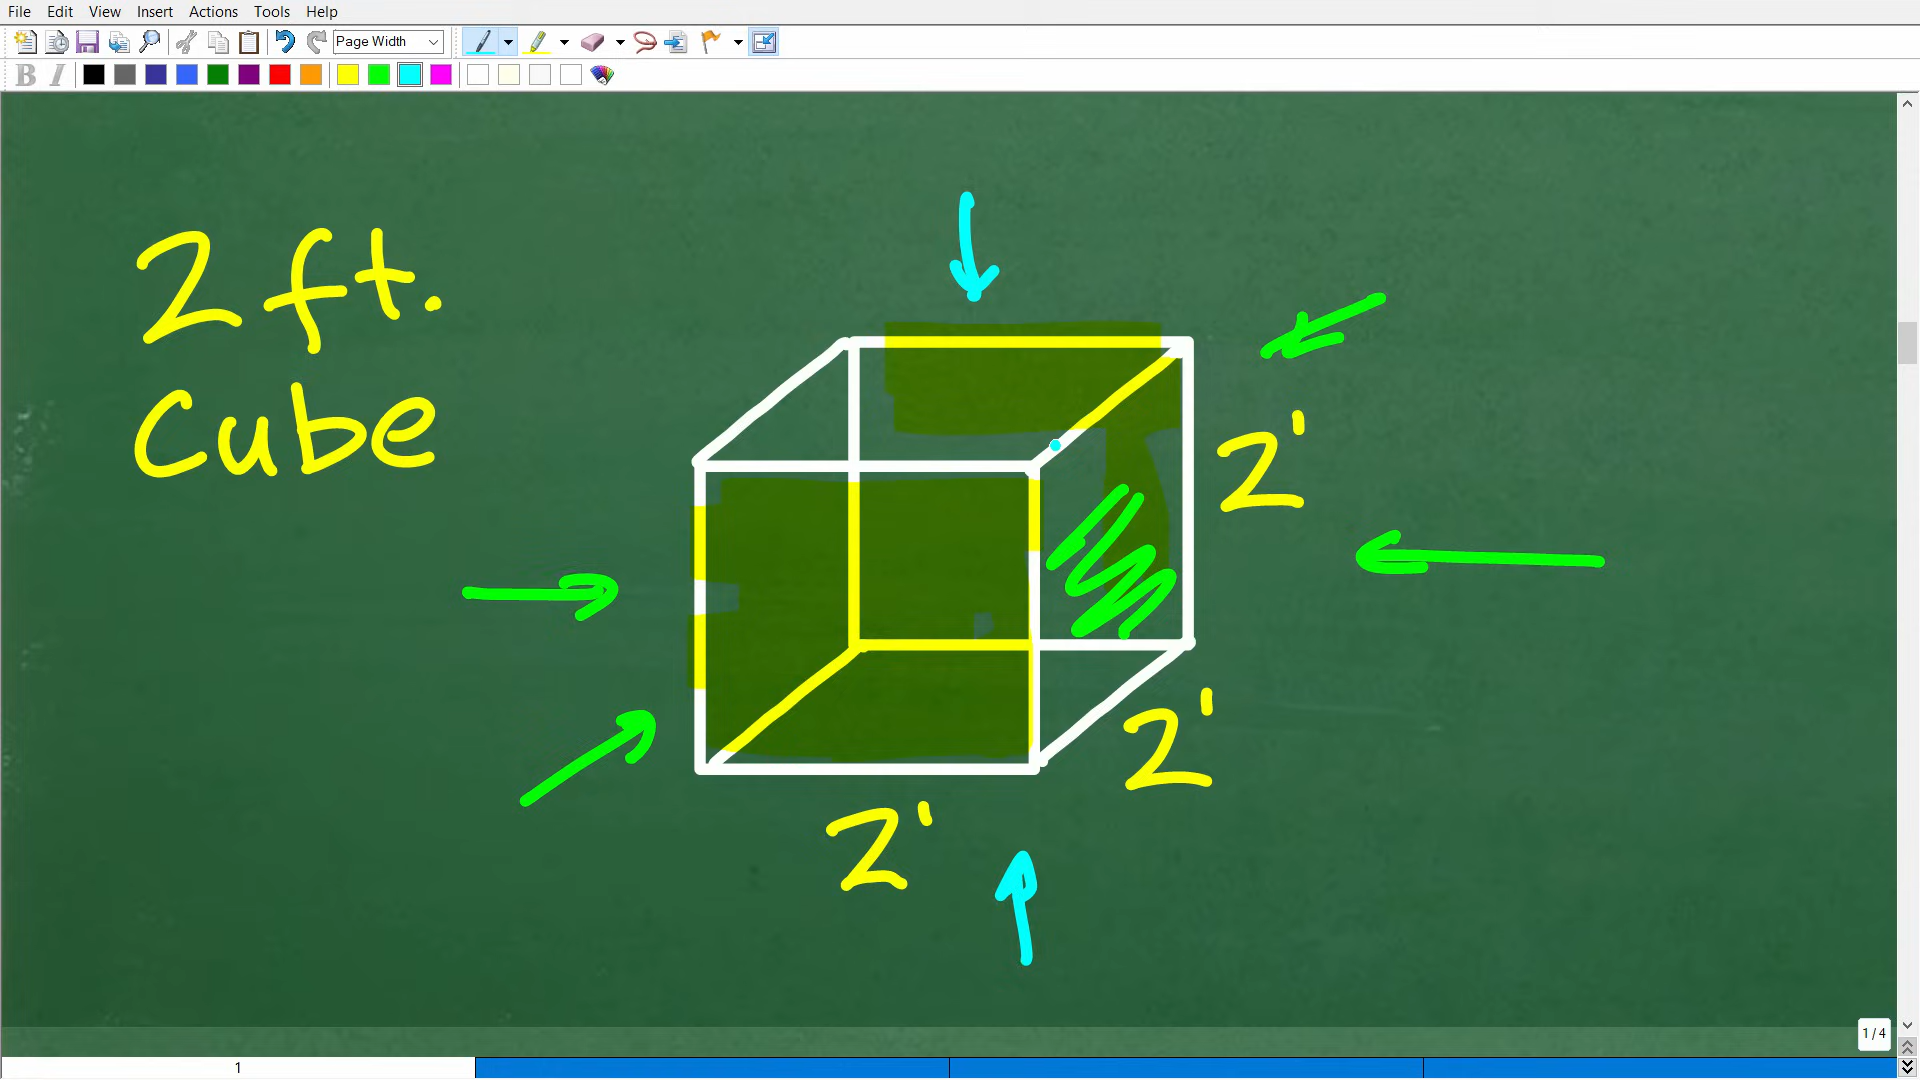 File Edit View Insert Actions Tools Help
Page Width
B I
2 ft.
Cube
2'
2'
2'
1 / 4
1